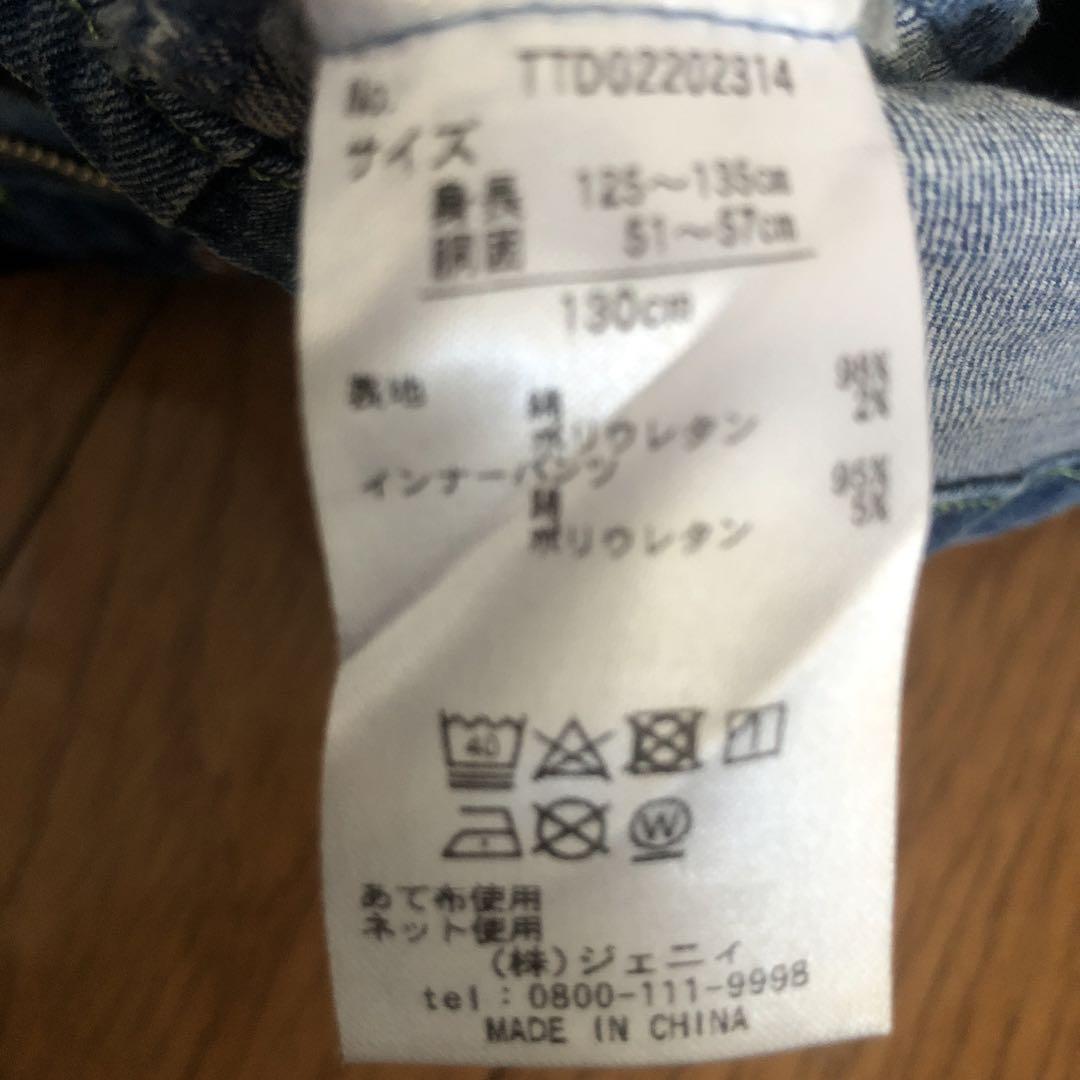 No. TTD02202314
サイズ
身長 125～135cm
胴囲 51～57cm
130cm
表地 綿 98%
ポリウレタン 2%
インナーパンツ
綿 95%
ポリウレタン 5%
40
W
あて布使用
ネット使用
(株)ジェニィ
tel：0800-111-9998
MADE IN CHINA